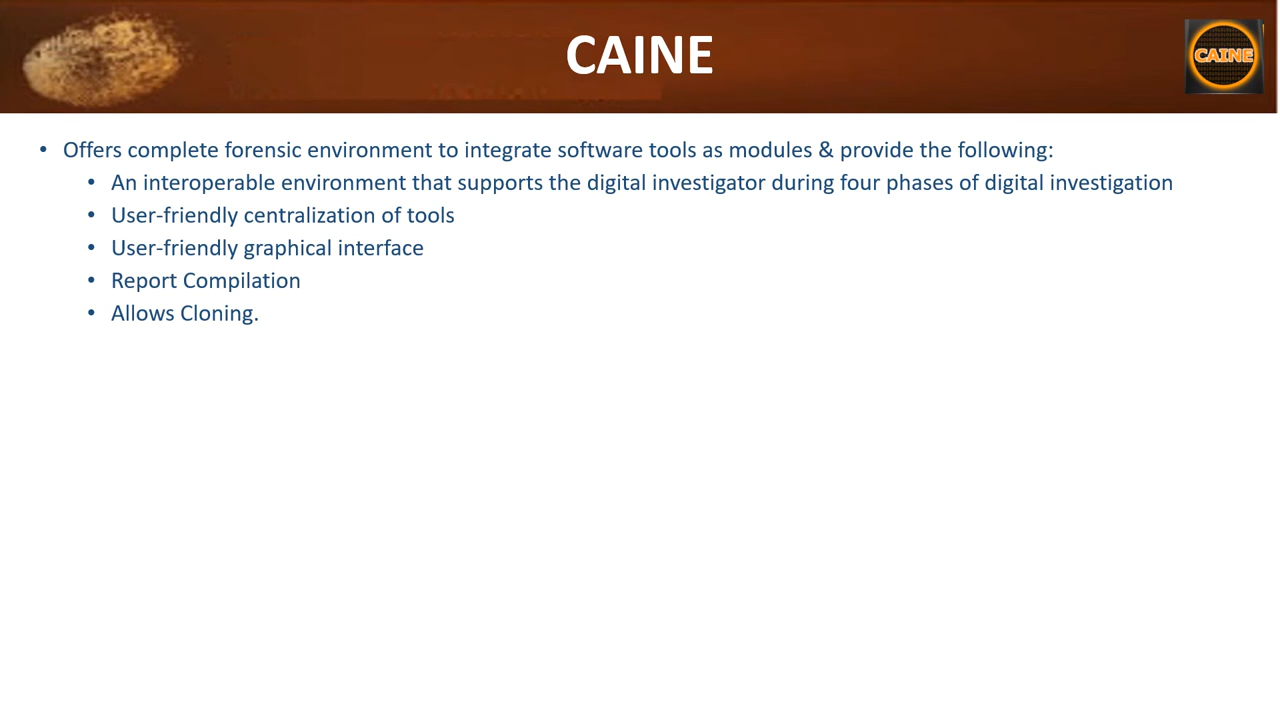 CAINE
CAINE
• Offers complete forensic environment to integrate software tools as modules & provide the following:
• An interoperable environment that supports the digital investigator during four phases of digital investigation
• User-friendly centralization of tools
• User-friendly graphical interface
• Report Compilation
• Allows Cloning.